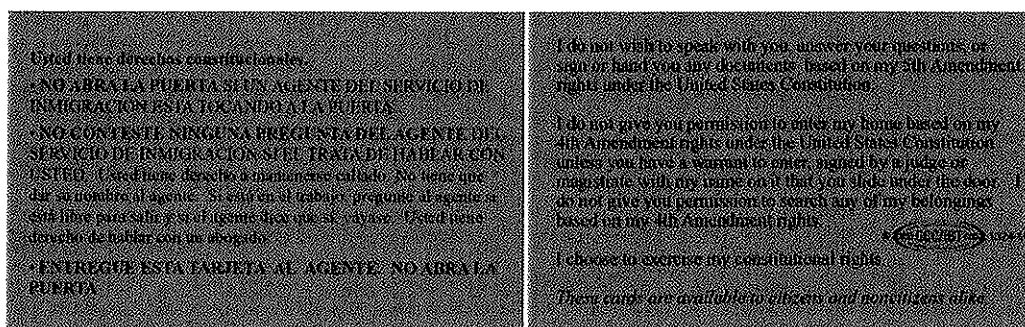 Usted tiene derechos constitucionales.
• NO ABRA LA PUERTA SI UN AGENTE DEL SERVICIO DE
INMIGRACION ESTA TOCANDO A LA PUERTA.
• NO CONTESTE NINGUNA PREGUNTA DEL AGENTE DEL
SERVICIO DE INMIGRACION SI EL TRATA DE HABLAR CON
USTED. Usted tiene derecho a mantenerse callado. No tiene que
dar su nombre al agente. Si está en el trabajo, pregunte al agente si
está libre para salir y si el agente dice que sí, váyase. Usted tiene
derecho de hablar con un abogado.
• ENTREGUE ESTA TARJETA AL AGENTE. NO ABRA LA
PUERTA
I do not wish to speak with you, answer your questions, or
sign or hand you any documents, based on my 5th Amendment
rights under the United States Constitution.
I do not give you permission to enter my home based on my
4th Amendment rights under the United States Constitution
unless you have a warrant to enter, signed by a judge or
magistrate with my name on it that you slide under the door. I
do not give you permission to search any of my belongings
based on my 4th Amendment rights.
I choose to exercise my constitutional rights.
These cards are available to citizens and noncitizens alike.